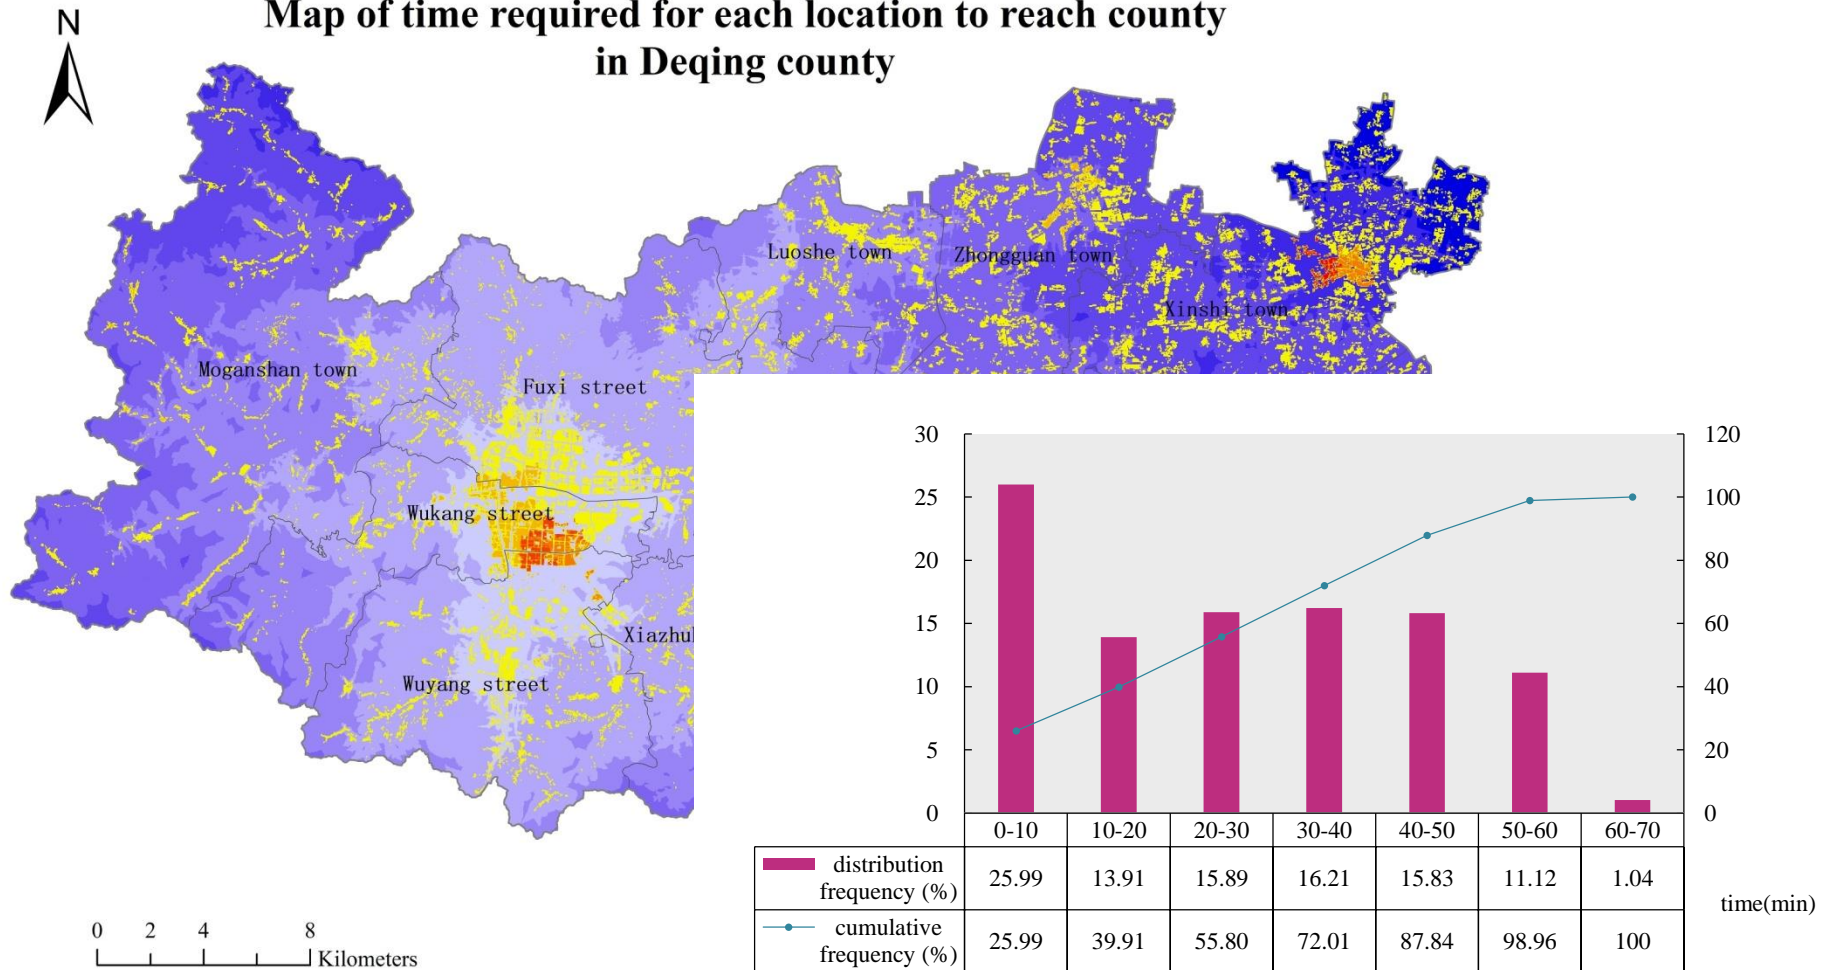 Map of time required for each location to reach county
in Deqing county
N
Luoshe town
Zhongguan town
Xinshi town
Moganshan town
Fuxi street
Wukang street
Xiazhu
Wuyang street
0 2 4 8
Kilometers
30
25
20
15
10
5
0
120
100
80
60
40
20
0
0-10 10-20 20-30 30-40 40-50 50-60 60-70
distribution
frequency (%) 25.99 13.91 15.89 16.21 15.83 11.12 1.04
time(min)
cumulative
frequency (%) 25.99 39.91 55.80 72.01 87.84 98.96 100